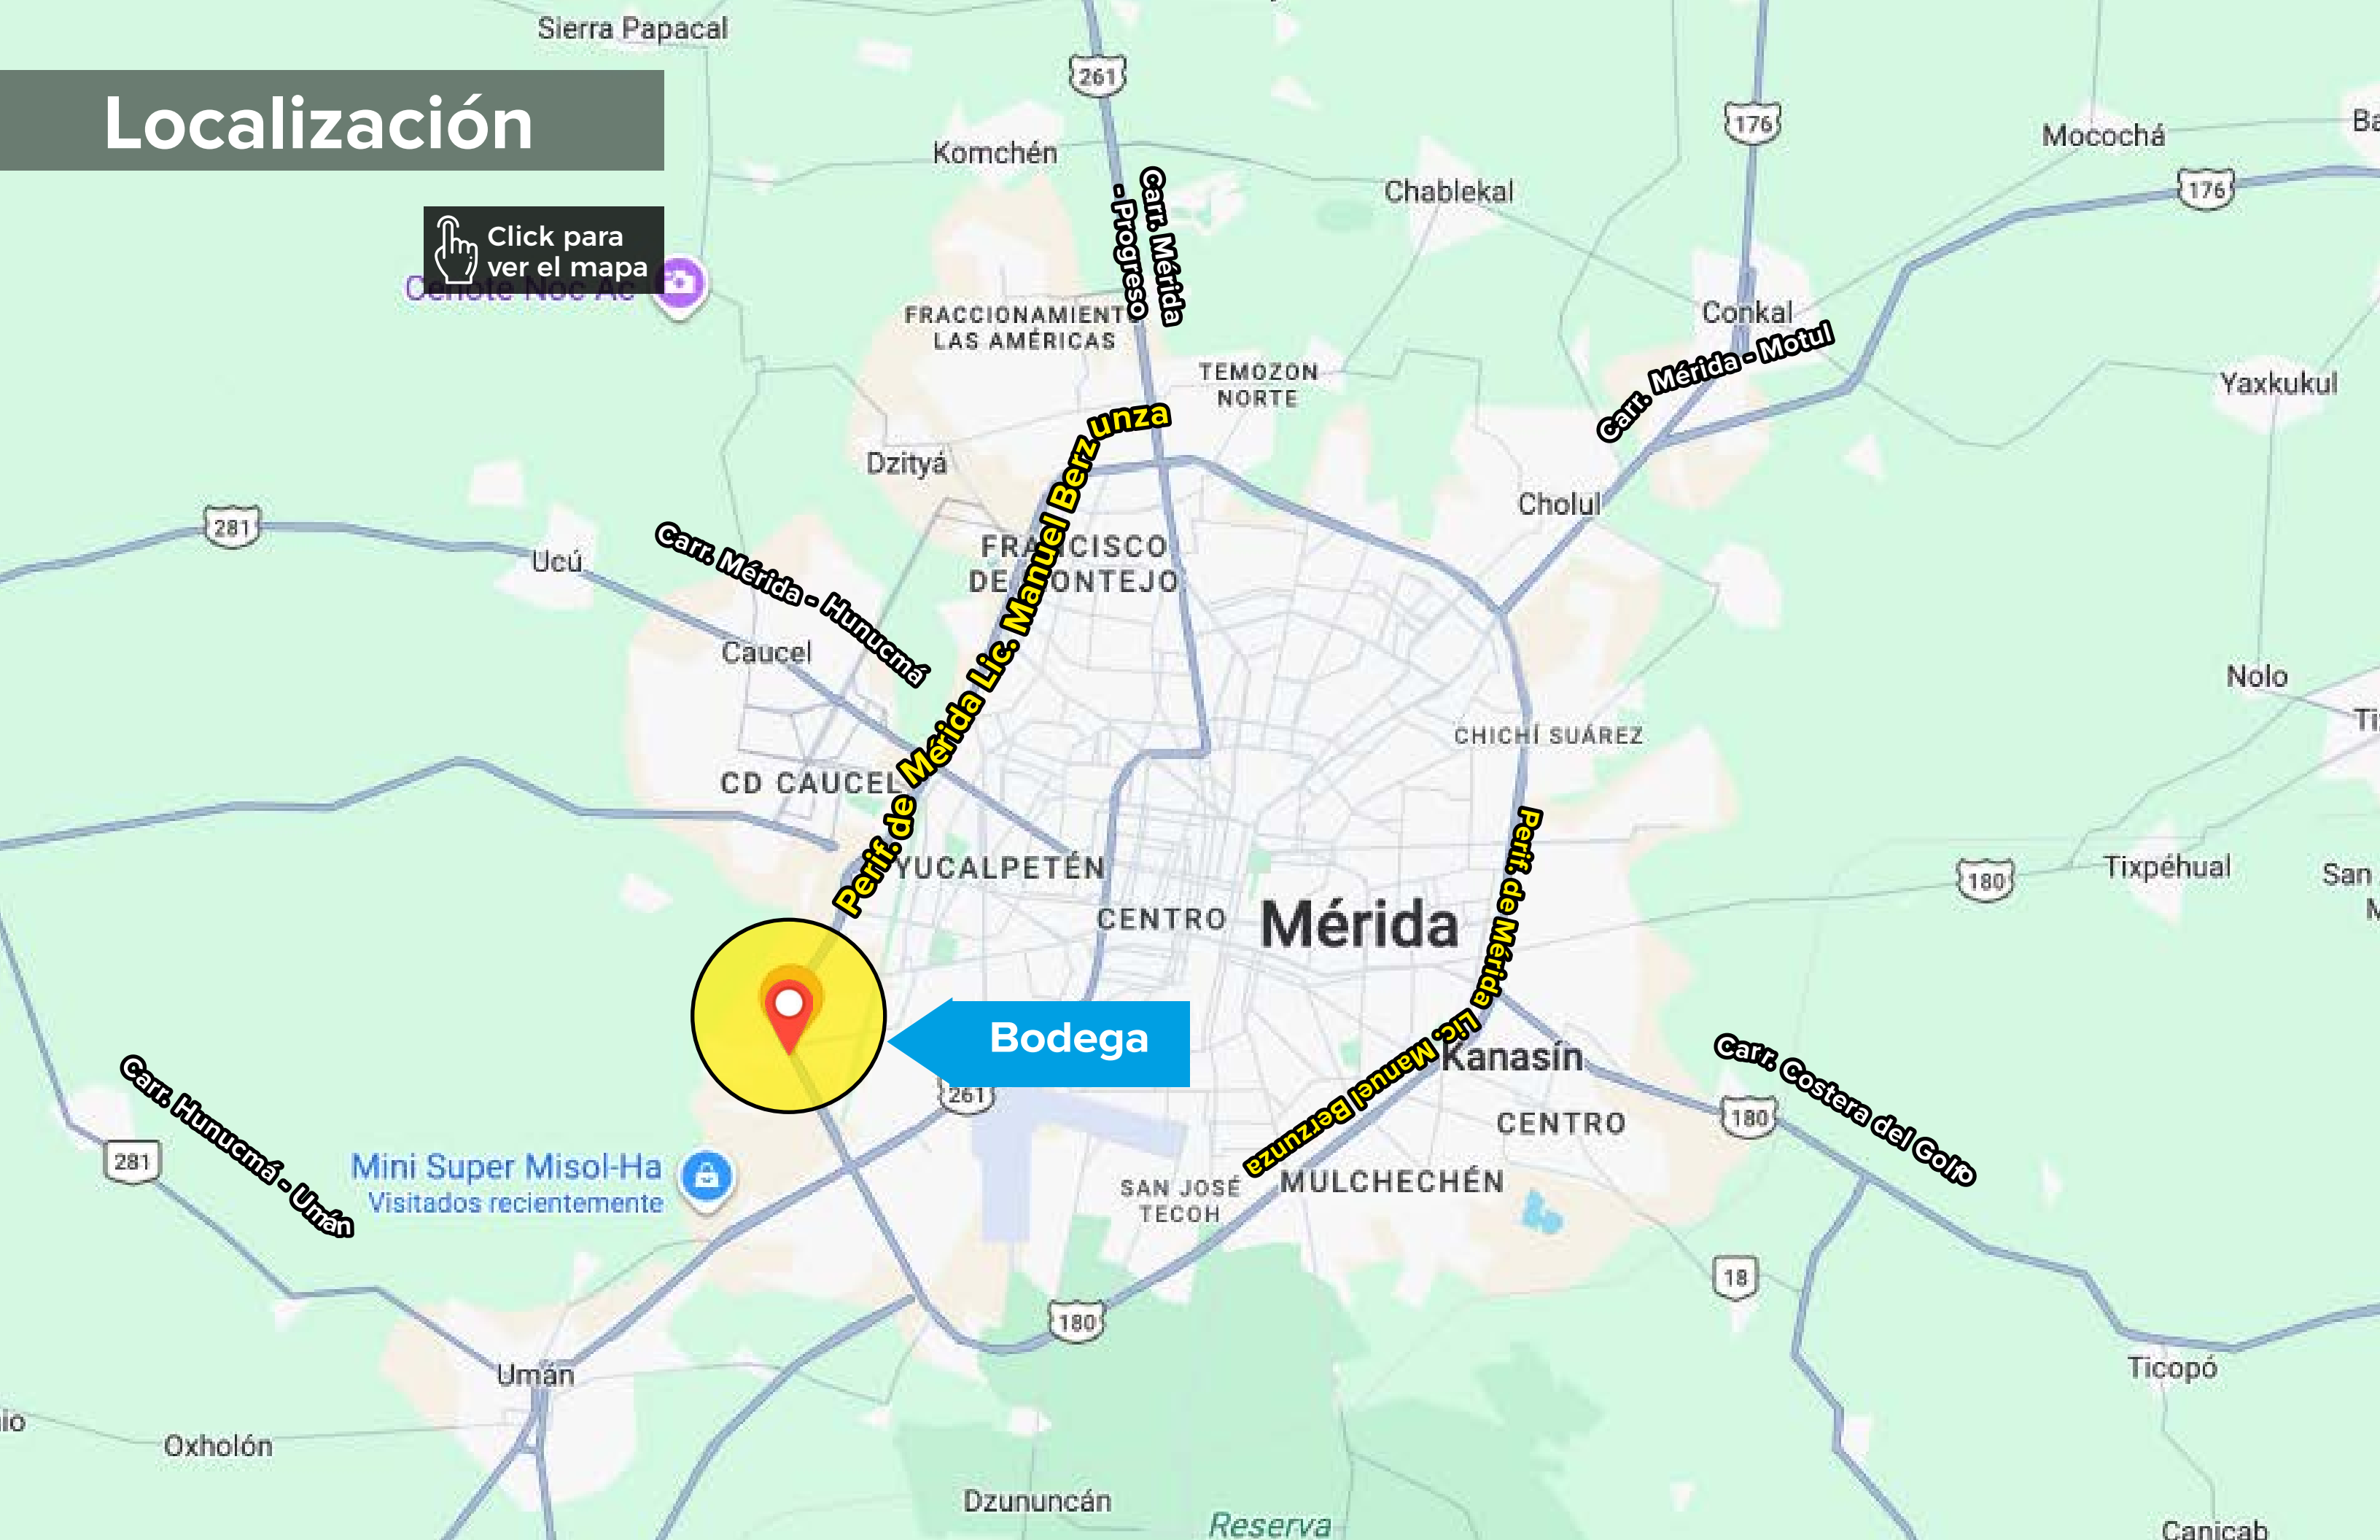 Sierra Papacal
261
Localización
176
Mocochá
Komchén
Carr. Mérida
- Progreso
Chablekal
176
Click para
ver el mapa
Cenote Noc Ac
FRACCIONAMIENTO
LAS AMÉRICAS
Conkal
Carr. Mérida - Motul
TEMOZON
NORTE
Yaxkukul
Dzityá
Cholul
281
Ucú
Carr. Mérida - Hunucmá
FRANCISCO
DE MONTEJO
Perif. de Mérida Lic. Manuel Berzunza
Caucel
Nolo
CHICHÍ SUÁREZ
CD CAUCEL
YUCALPETÉN
180
Tixpéhual
San
CENTRO
Mérida
Perif. de Mérida Lic. Manuel Berzunza
Bodega
Kanasín
Carr. Costera del Golfo
261
180
CENTRO
Carr. Hunucmá - Umán
281
Mini Super Misol-Ha
Visitados recientemente
SAN JOSÉ
TECOH
MULCHECHÉN
18
180
Umán
Ticopó
Oxholón
Dzununcán
Reserva
Canicab